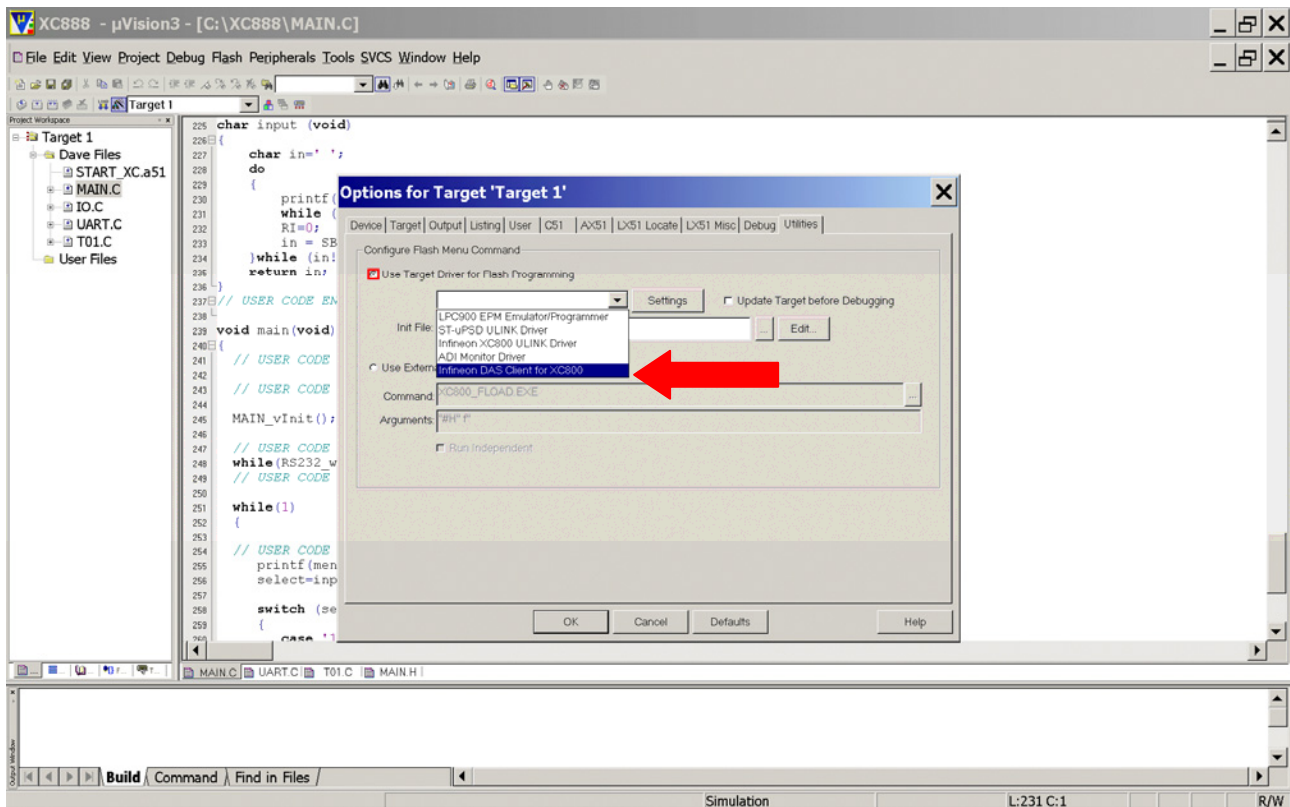 XC888 - µVision3 - [C:\XC888\MAIN.C]
File Edit View Project Debug Flash Peripherals Tools SVCS Window Help
Target 1
Project Workspace
Target 1
Dave Files
START_XC.a51
MAIN.C
IO.C
UART.C
T01.C
User Files
225 char input (void)
226 {
227 char in=' ';
228 do
229 {
230 printf(
231 while (
232 RI=0;
233 in = SB
234 }while (in!
235 return in;
236 }
237 // USER CODE EN
238
239 void main(void)
240 {
241 // USER CODE
242
243 // USER CODE
244
245 MAIN_vInit();
246
247 // USER CODE
248 while(RS232_w
249 // USER CODE
250
251 while(1)
252 {
253
254 // USER CODE
255 printf(men
256 select=inp
257
258 switch (se
259 {
260 case '1
Options for Target 'Target 1'
Device Target Output Listing User C51 AX51 LX51 Locate LX51 Misc Debug Utilities
Configure Flash Menu Command
Use Target Driver for Flash Programming
Settings Update Target before Debugging
LPC900 EPM Emulator/Programmer
ST-uPSD ULINK Driver
Infineon XC800 ULINK Driver
ADI Monitor Driver
Infineon DAS Client for XC800
Init File: ... Edit...
Use Extern
Command: XC800_FLOAD.EXE ...
Arguments: "#H" f"
Run Independent
OK Cancel Defaults Help
MAIN.C UART.C T01.C MAIN.H
Output Window
Build Command Find in Files
Simulation L:231 C:1 R/W